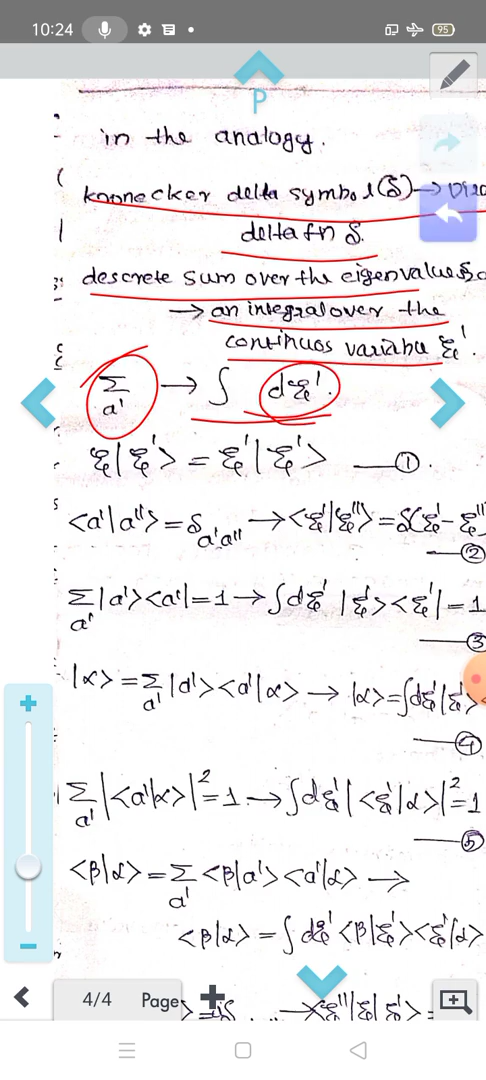 10:24
95
P
in the analogy.
kronecker delta symbol(δ)→ Dirac
delta fn δ.
descrete sum over the eigenvalues
→ an integral over the
continuos variable ξ'.
Σ → ∫ dξ'.
a'
ξ|ξ'> = ξ'|ξ'> —①.
<a'|a''> = δa'a'' → <ξ'|ξ''> = δ(ξ'-ξ''
—②
Σ|a'><a'|=1 → ∫dξ' |ξ'><ξ'|=1
a'
—③
|α> = Σ|a'><a'|α> → |α>=∫dξ'|ξ'><
a'
—④
Σ|<a'|α>|²=1 → ∫dξ'|<ξ'|α>|²=1
a'
—⑤
<β|α> = Σ <β|a'><a'|α> →
a'
<β|α> = ∫dξ' <β|ξ'><ξ'|α>
4/4 Page
→ <ξ''|ξ|ξ'> =